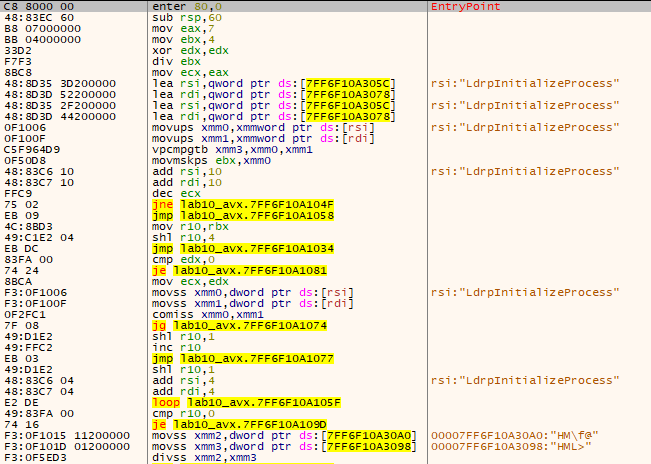 C8 8000 00 enter 80,0 EntryPoint
48:83EC 60 sub rsp,60
B8 07000000 mov eax,7
BB 04000000 mov ebx,4
33D2 xor edx,edx
F7F3 div ebx
8BC8 mov ecx,eax
48:8D35 3D200000 lea rsi,qword ptr ds:[7FF6F10A305C] rsi:"LdrpInitializeProcess"
48:8D3D 52200000 lea rdi,qword ptr ds:[7FF6F10A3078]
48:8D35 2F200000 lea rsi,qword ptr ds:[7FF6F10A305C] rsi:"LdrpInitializeProcess"
48:8D3D 44200000 lea rdi,qword ptr ds:[7FF6F10A3078]
0F1006 movups xmm0,xmmword ptr ds:[rsi] rsi:"LdrpInitializeProcess"
0F100F movups xmm1,xmmword ptr ds:[rdi]
C5F964D9 vpcmpgtb xmm3,xmm0,xmm1
0F50D8 movmskps ebx,xmm0
48:83C6 10 add rsi,10 rsi:"LdrpInitializeProcess"
48:83C7 10 add rdi,10
FFC9 dec ecx
75 02 jne lab10_avx.7FF6F10A104F
EB 09 jmp lab10_avx.7FF6F10A1058
4C:8BD3 mov r10,rbx
49:C1E2 04 shl r10,4
EB DC jmp lab10_avx.7FF6F10A1034
83FA 00 cmp edx,0
74 24 je lab10_avx.7FF6F10A1081
8BCA mov ecx,edx
F3:0F1006 movss xmm0,dword ptr ds:[rsi] rsi:"LdrpInitializeProcess"
F3:0F100F movss xmm1,dword ptr ds:[rdi]
0F2FC1 comiss xmm0,xmm1
7F 08 jg lab10_avx.7FF6F10A1074
49:D1E2 shl r10,1
49:FFC2 inc r10
EB 03 jmp lab10_avx.7FF6F10A1077
49:D1E2 shl r10,1
48:83C6 04 add rsi,4 rsi:"LdrpInitializeProcess"
48:83C7 04 add rdi,4
E2 DE loop lab10_avx.7FF6F10A105F
49:83FA 00 cmp r10,0
74 16 je lab10_avx.7FF6F10A109D
F3:0F1015 11200000 movss xmm2,dword ptr ds:[7FF6F10A30A0] 00007FF6F10A30A0:"HM\f@"
F3:0F101D 01200000 movss xmm3,dword ptr ds:[7FF6F10A3098] 00007FF6F10A3098:"HML>"
F3:0F5ED3 divss xmm2,xmm3